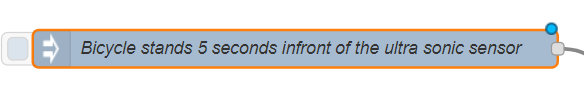 Bicycle stands 5 seconds infront of the ultra sonic sensor